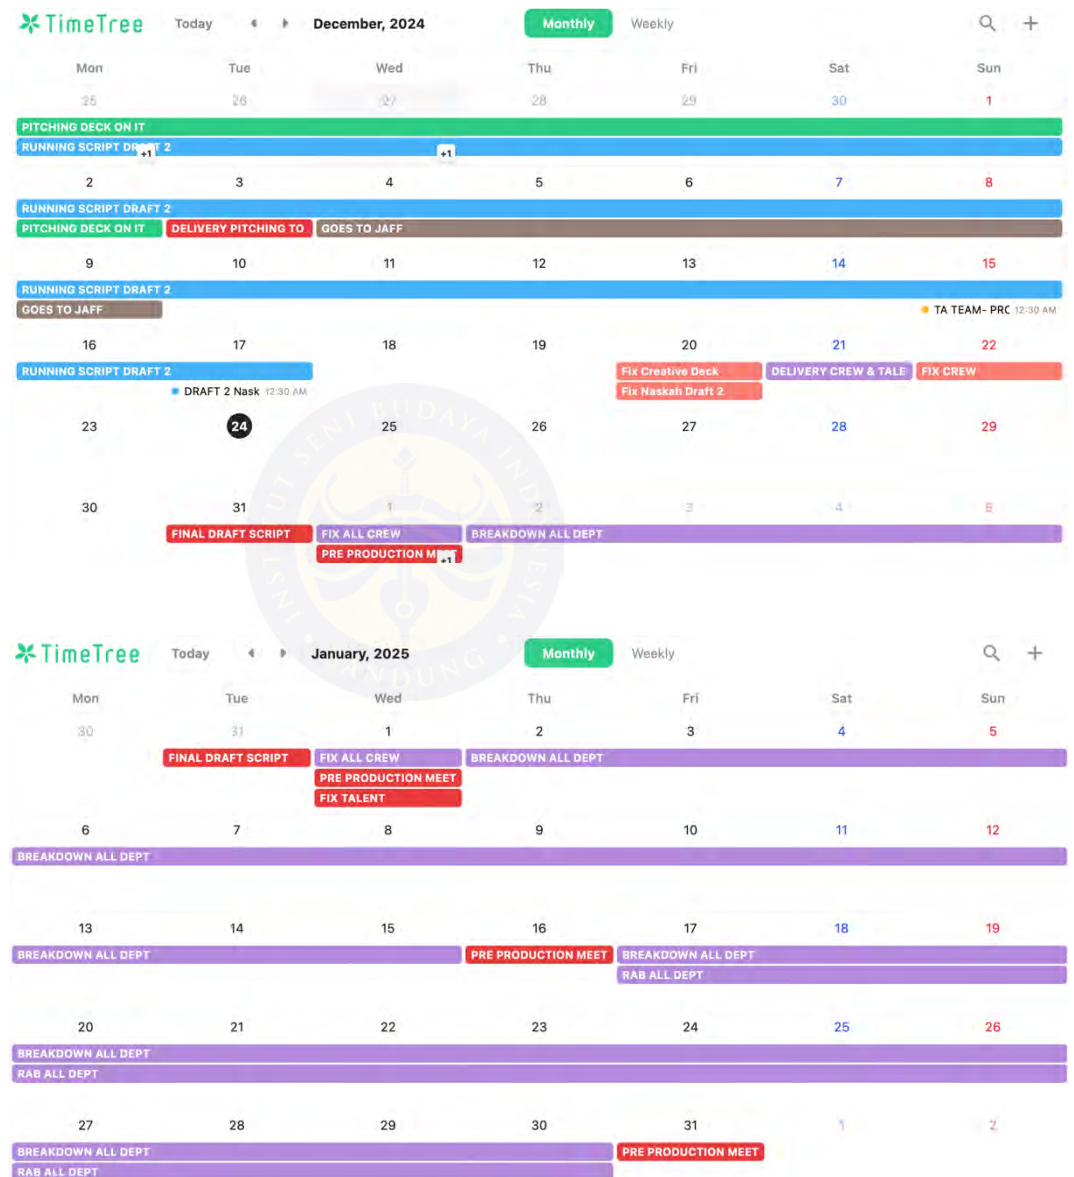 TimeTree Today December, 2024 Monthly Weekly
Mon Tue Wed Thu Fri Sat Sun
25 26 27 28 29 30 1
PITCHING DECK ON IT
RUNNING SCRIPT DRAFT 2
+1 +1
2 3 4 5 6 7 8
RUNNING SCRIPT DRAFT 2
PITCHING DECK ON IT DELIVERY PITCHING TO GOES TO JAFF
9 10 11 12 13 14 15
RUNNING SCRIPT DRAFT 2
GOES TO JAFF TA TEAM- PRC 12:30 AM
16 17 18 19 20 21 22
RUNNING SCRIPT DRAFT 2 Fix Creative Deck DELIVERY CREW & TALE FIX CREW
DRAFT 2 Nask 12:30 AM Fix Naskah Draft 2
23 24 25 26 27 28 29
30 31 1 2 3 4 5
FINAL DRAFT SCRIPT FIX ALL CREW BREAKDOWN ALL DEPT
PRE PRODUCTION MEET
+1
INSTITUT SENI BUDAYA INDONESIA
BANDUNG
TimeTree Today January, 2025 Monthly Weekly
Mon Tue Wed Thu Fri Sat Sun
30 31 1 2 3 4 5
FINAL DRAFT SCRIPT FIX ALL CREW BREAKDOWN ALL DEPT
PRE PRODUCTION MEET
FIX TALENT
6 7 8 9 10 11 12
BREAKDOWN ALL DEPT
13 14 15 16 17 18 19
BREAKDOWN ALL DEPT PRE PRODUCTION MEET BREAKDOWN ALL DEPT
RAB ALL DEPT
20 21 22 23 24 25 26
BREAKDOWN ALL DEPT
RAB ALL DEPT
27 28 29 30 31 1 2
BREAKDOWN ALL DEPT PRE PRODUCTION MEET
RAB ALL DEPT